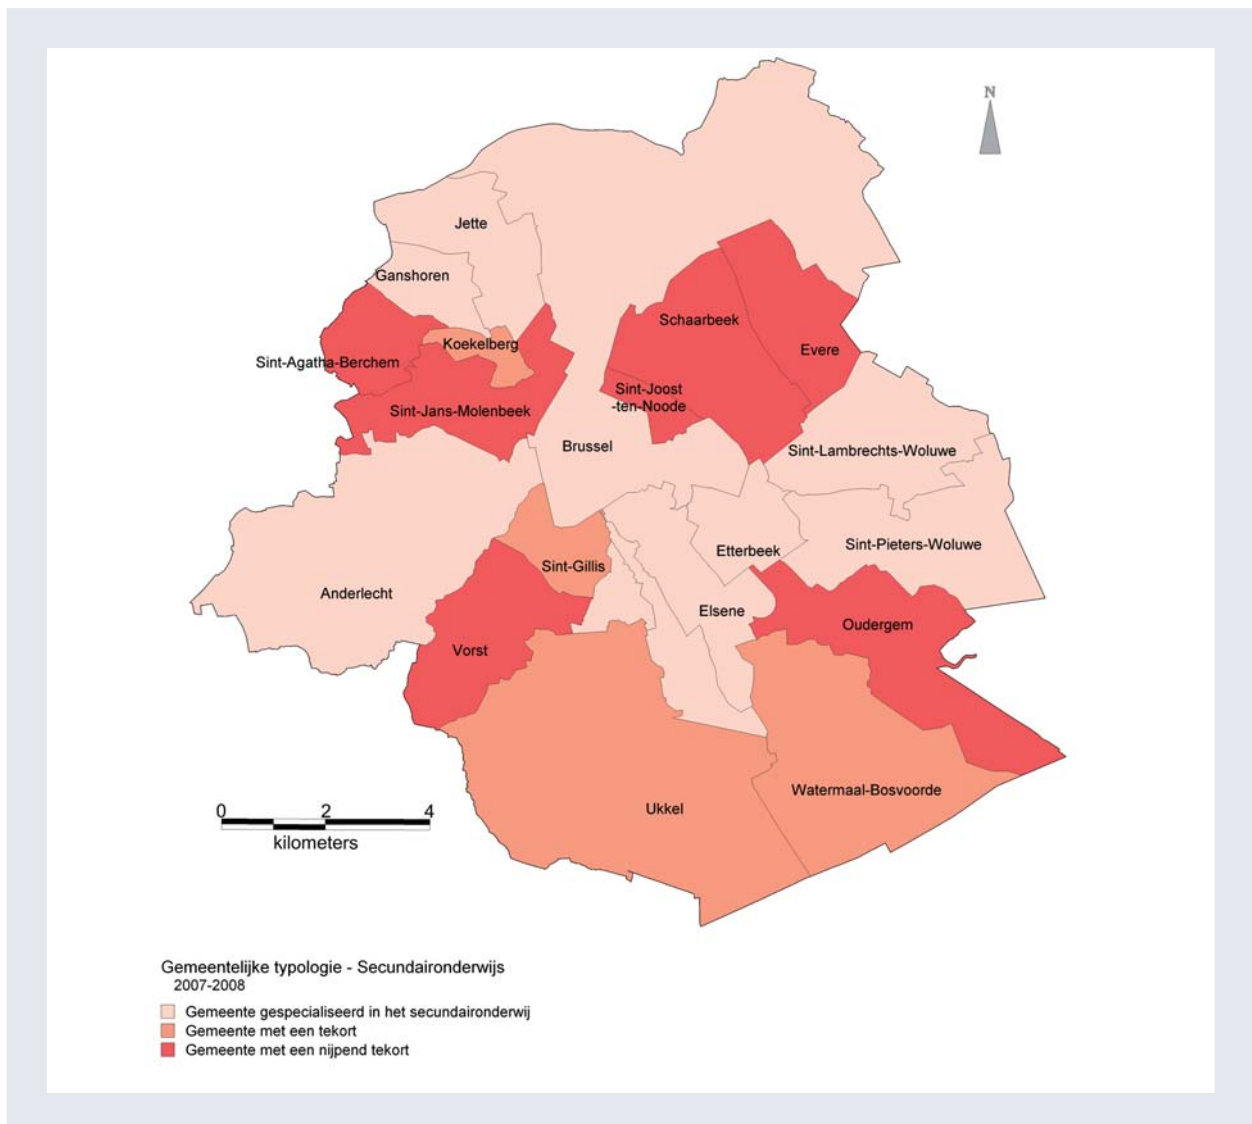 N
Jette
Ganshoren
Schaarbeek
Koekelberg
Evere
Sint-Agatha-Berchem
Sint-Joost
-ten-Noode
Sint-Jans-Molenbeek
Brussel
Sint-Lambrechts-Woluwe
Etterbeek
Sint-Pieters-Woluwe
Sint-Gillis
Anderlecht
Elsene
Oudergem
Vorst
Watermaal-Bosvoorde
Ukkel
0 2 4
kilometers
Gemeentelijke typologie - Secundaironderwijs
2007-2008
Gemeente gespecialiseerd in het secundaironderwij
Gemeente met een tekort
Gemeente met een nijpend tekort